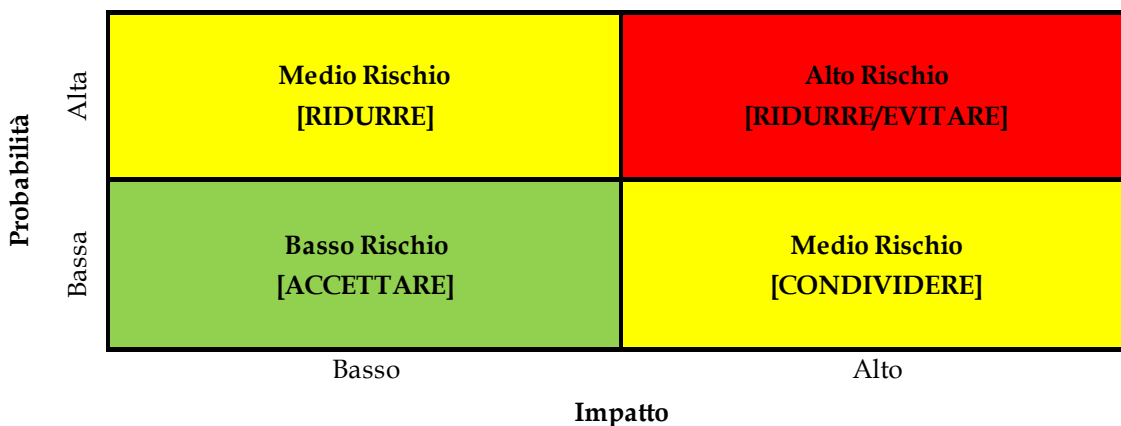 Probabilità
Alta
Medio Rischio
[RIDURRE]
Alto Rischio
[RIDURRE/EVITARE]
Bassa
Basso Rischio
[ACCETTARE]
Medio Rischio
[CONDIVIDERE]
Basso
Alto
Impatto